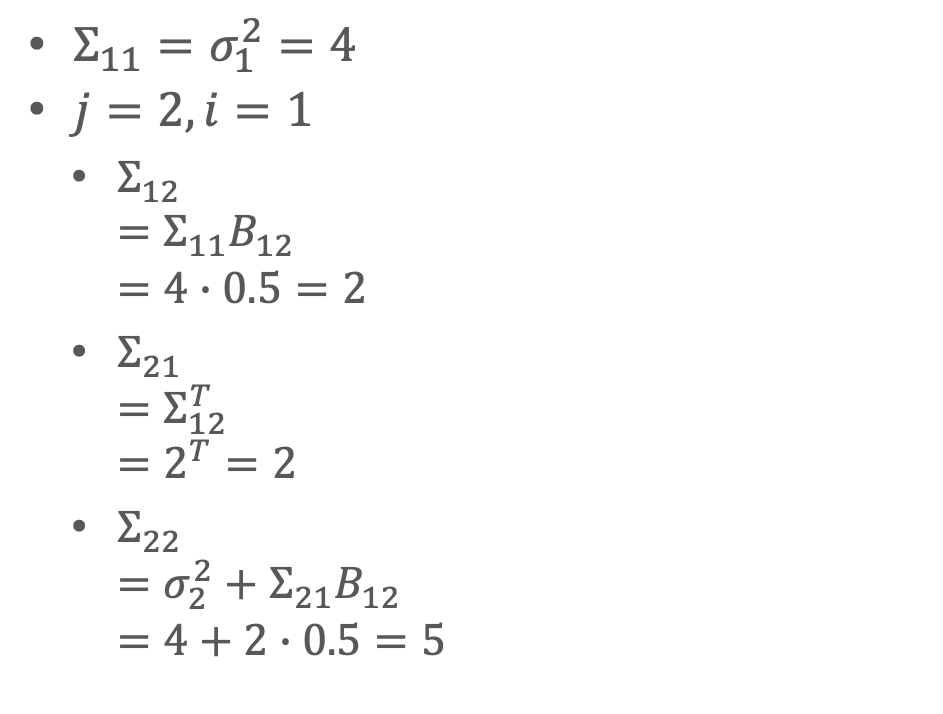 • Σ₁₁ = σ₁² = 4
• j = 2, i = 1
• Σ₁₂
= Σ₁₁B₁₂
= 4 · 0.5 = 2
• Σ₂₁
= Σ₁₂ᵀ
= 2ᵀ = 2
• Σ₂₂
= σ₂² + Σ₂₁B₁₂
= 4 + 2 · 0.5 = 5